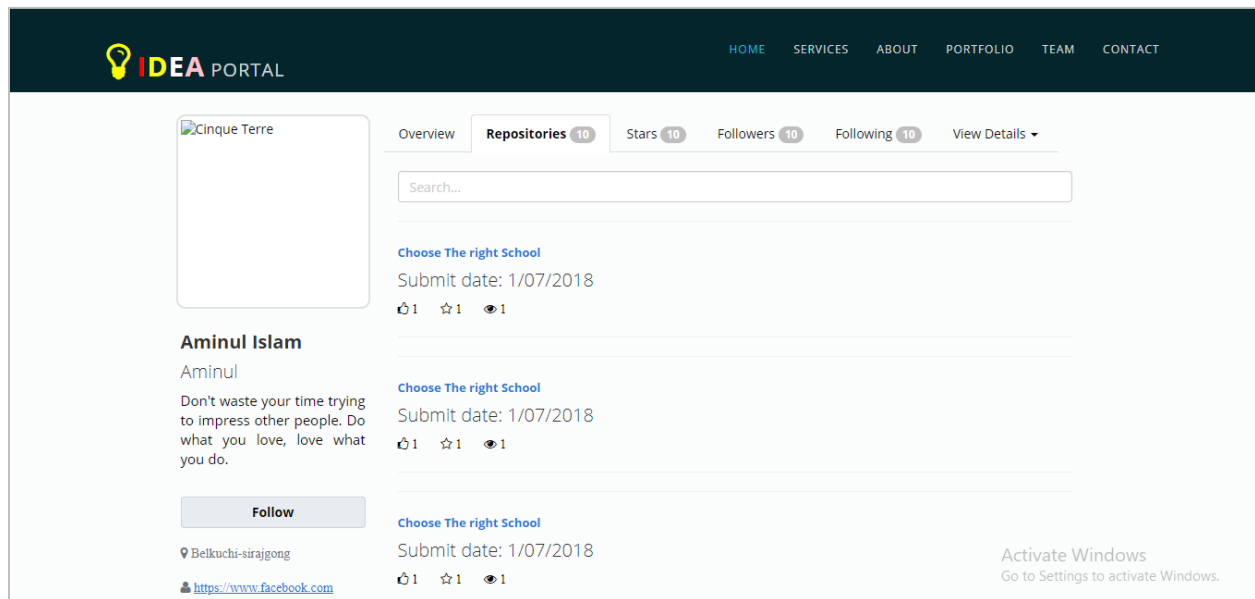 IDEA PORTAL
HOME SERVICES ABOUT PORTFOLIO TEAM CONTACT
Cinque Terre
Aminul Islam
Aminul
Don't waste your time trying
to impress other people. Do
what you love, love what
you do.
Follow
Belkuchi-sirajgong
https://www.facebook.com
Overview Repositories 10 Stars 10 Followers 10 Following 10 View Details
Search...
Choose The right School
Submit date: 1/07/2018
1 1 1
Choose The right School
Submit date: 1/07/2018
1 1 1
Choose The right School
Submit date: 1/07/2018
1 1 1
Activate Windows
Go to Settings to activate Windows.